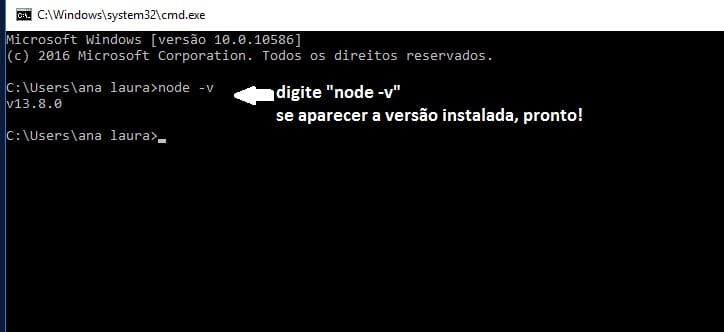 C:\Windows\system32\cmd.exe
Microsoft Windows [versão 10.0.10586]
(c) 2016 Microsoft Corporation. Todos os direitos reservados.
C:\Users\ana laura>node -v
v13.8.0
digite "node -v"
se aparecer a versão instalada, pronto!
C:\Users\ana laura>_